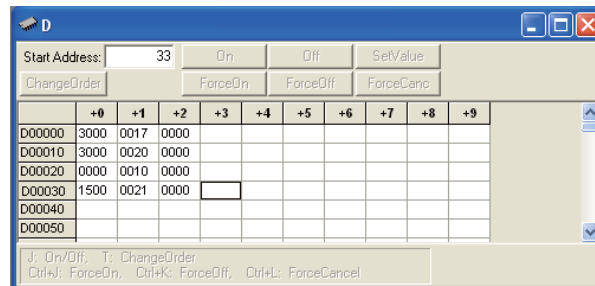 D
Start Address: 33 On Off SetValue
ChangeOrder ForceOn ForceOff ForceCanc
+0 +1 +2 +3 +4 +5 +6 +7 +8 +9
D00000 3000 0017 0000
D00010 3000 0020 0000
D00020 0000 0010 0000
D00030 1500 0021 0000
D00040
D00050
J: On/Off, T: ChangeOrder
Ctrl+J: ForceOn, Ctrl+K: ForceOff, Ctrl+L: ForceCancel